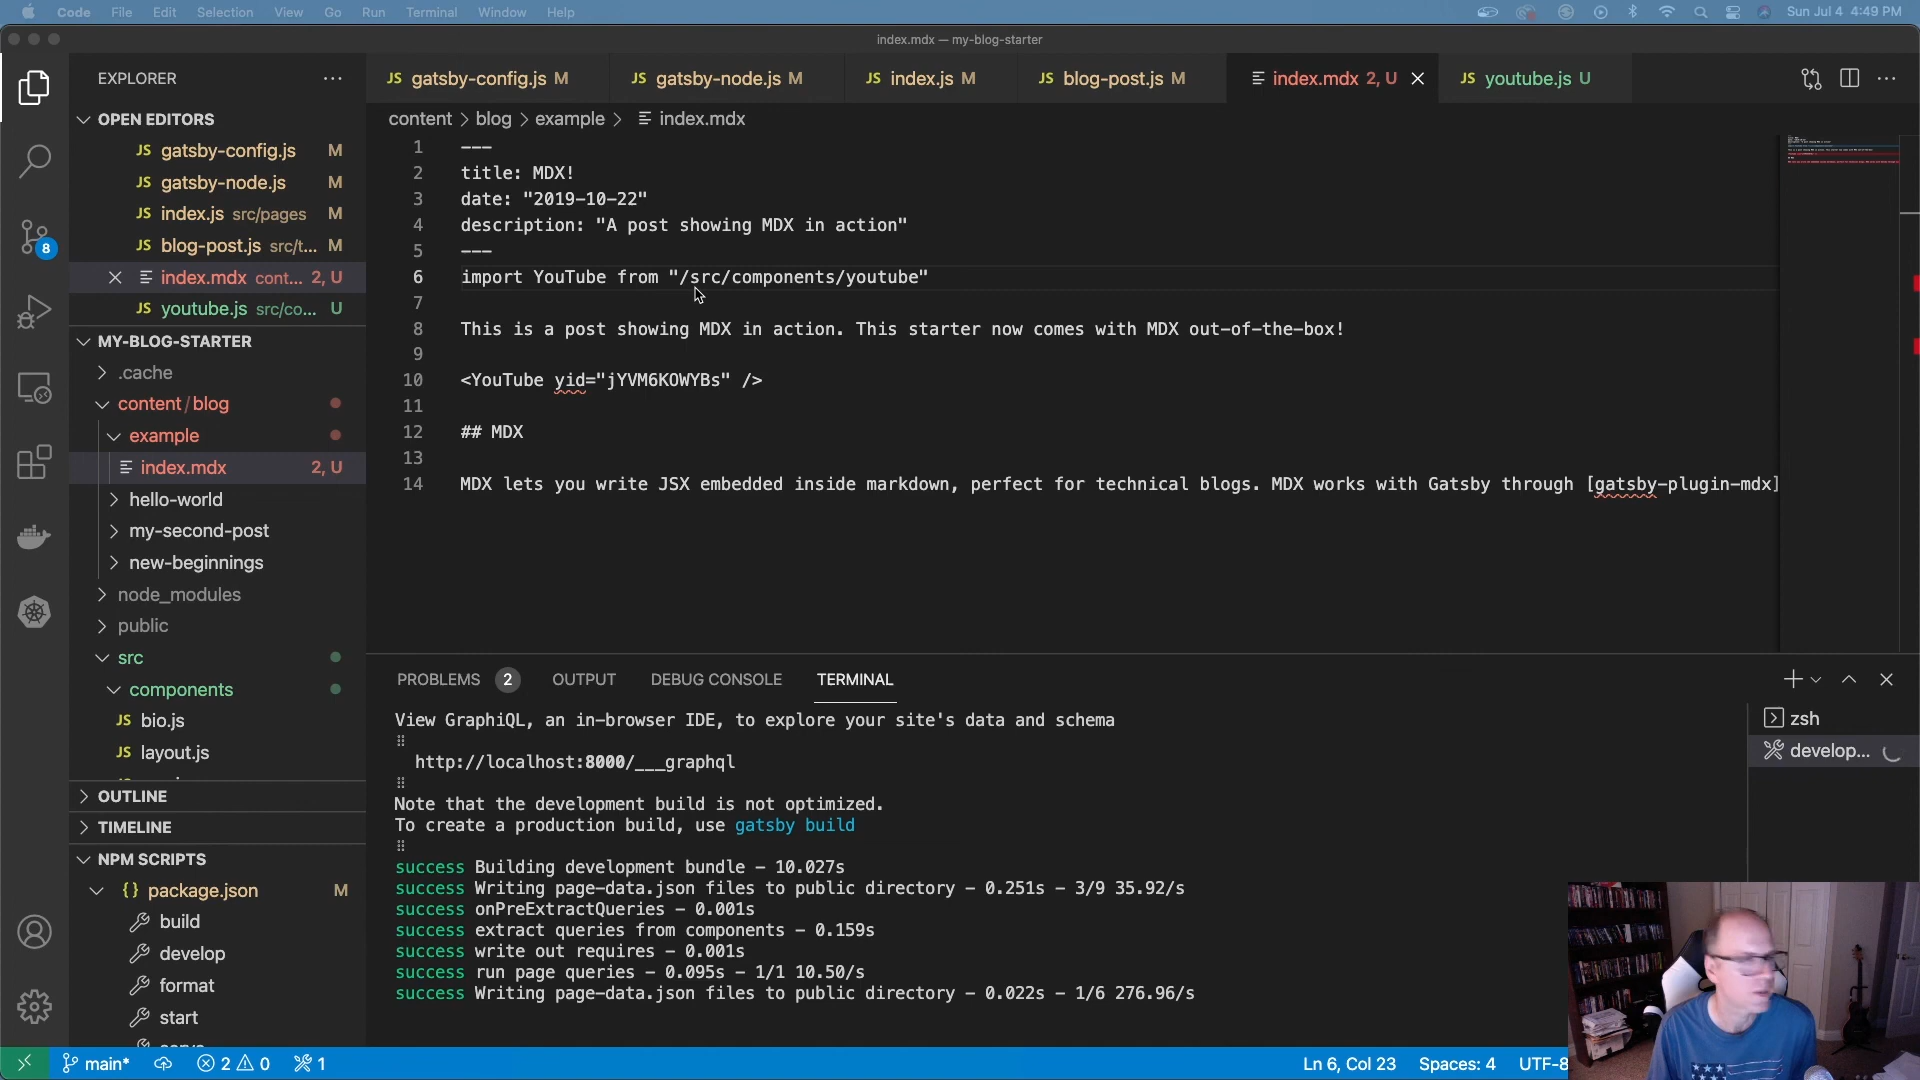 Code File Edit Selection View Go Run Terminal Window Help Sun Jul 4 4:49 PM
index.mdx — my-blog-starter
EXPLORER
JS gatsby-config.js M JS gatsby-node.js M JS index.js M JS blog-post.js M index.mdx 2, U JS youtube.js U
OPEN EDITORS
JS gatsby-config.js M
JS gatsby-node.js M
JS index.js src/pages M
JS blog-post.js src/t... M
index.mdx cont... 2, U
JS youtube.js src/co... U
MY-BLOG-STARTER
.cache
content/blog
example
index.mdx 2, U
hello-world
my-second-post
new-beginnings
node_modules
public
src
components
JS bio.js
JS layout.js
OUTLINE
TIMELINE
NPM SCRIPTS
{} package.json M
build
develop
format
start
8
content > blog > example > index.mdx
1 ---
2 title: MDX!
3 date: "2019-10-22"
4 description: "A post showing MDX in action"
5 ---
6 import YouTube from "/src/components/youtube"
7
8 This is a post showing MDX in action. This starter now comes with MDX out-of-the-box!
9
10 <YouTube yid="jYVM6KOWYBs" />
11
12 ## MDX
13
14 MDX lets you write JSX embedded inside markdown, perfect for technical blogs. MDX works with Gatsby through [gatsby-plugin-mdx]
PROBLEMS 2 OUTPUT DEBUG CONSOLE TERMINAL
View GraphiQL, an in-browser IDE, to explore your site's data and schema
http://localhost:8000/___graphql
Note that the development build is not optimized.
To create a production build, use gatsby build
success Building development bundle - 10.027s
success Writing page-data.json files to public directory - 0.251s - 3/9 35.92/s
success onPreExtractQueries - 0.001s
success extract queries from components - 0.159s
success write out requires - 0.001s
success run page queries - 0.095s - 1/1 10.50/s
success Writing page-data.json files to public directory - 0.022s - 1/6 276.96/s
zsh
develop...
main* 2 0 1 Ln 6, Col 23 Spaces: 4 UTF-8